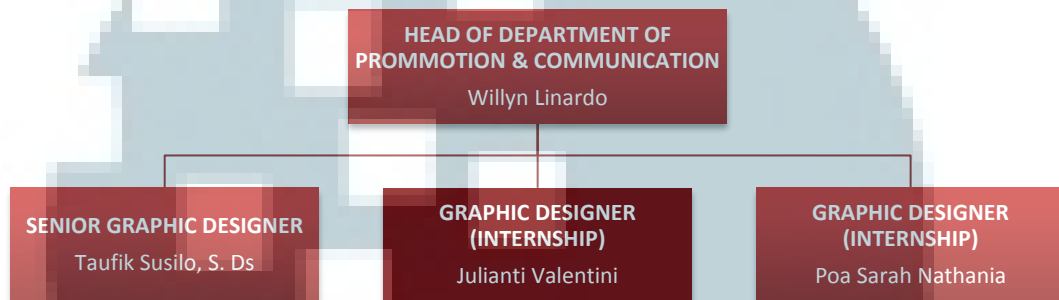 HEAD OF DEPARTMENT OF
PROMMOTION & COMMUNICATION
Willyn Linardo
SENIOR GRAPHIC DESIGNER
Taufik Susilo, S. Ds
GRAPHIC DESIGNER
(INTERNSHIP)
Julianti Valentini
GRAPHIC DESIGNER
(INTERNSHIP)
Poa Sarah Nathania